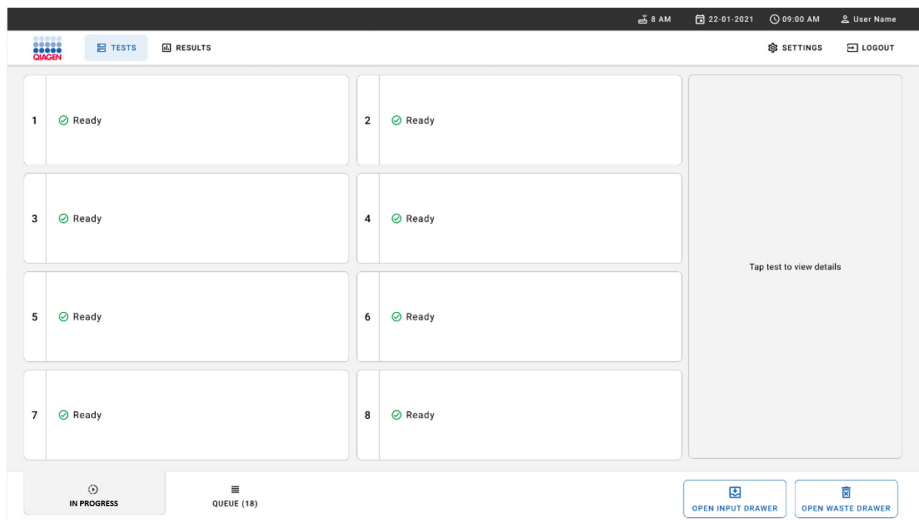 8 AM 22-01-2021 09:00 AM User Name
QIAGEN TESTS RESULTS SETTINGS LOGOUT
1 Ready
2 Ready
3 Ready
4 Ready
Tap test to view details
5 Ready
6 Ready
7 Ready
8 Ready
IN PROGRESS
QUEUE (18)
OPEN INPUT DRAWER
OPEN WASTE DRAWER